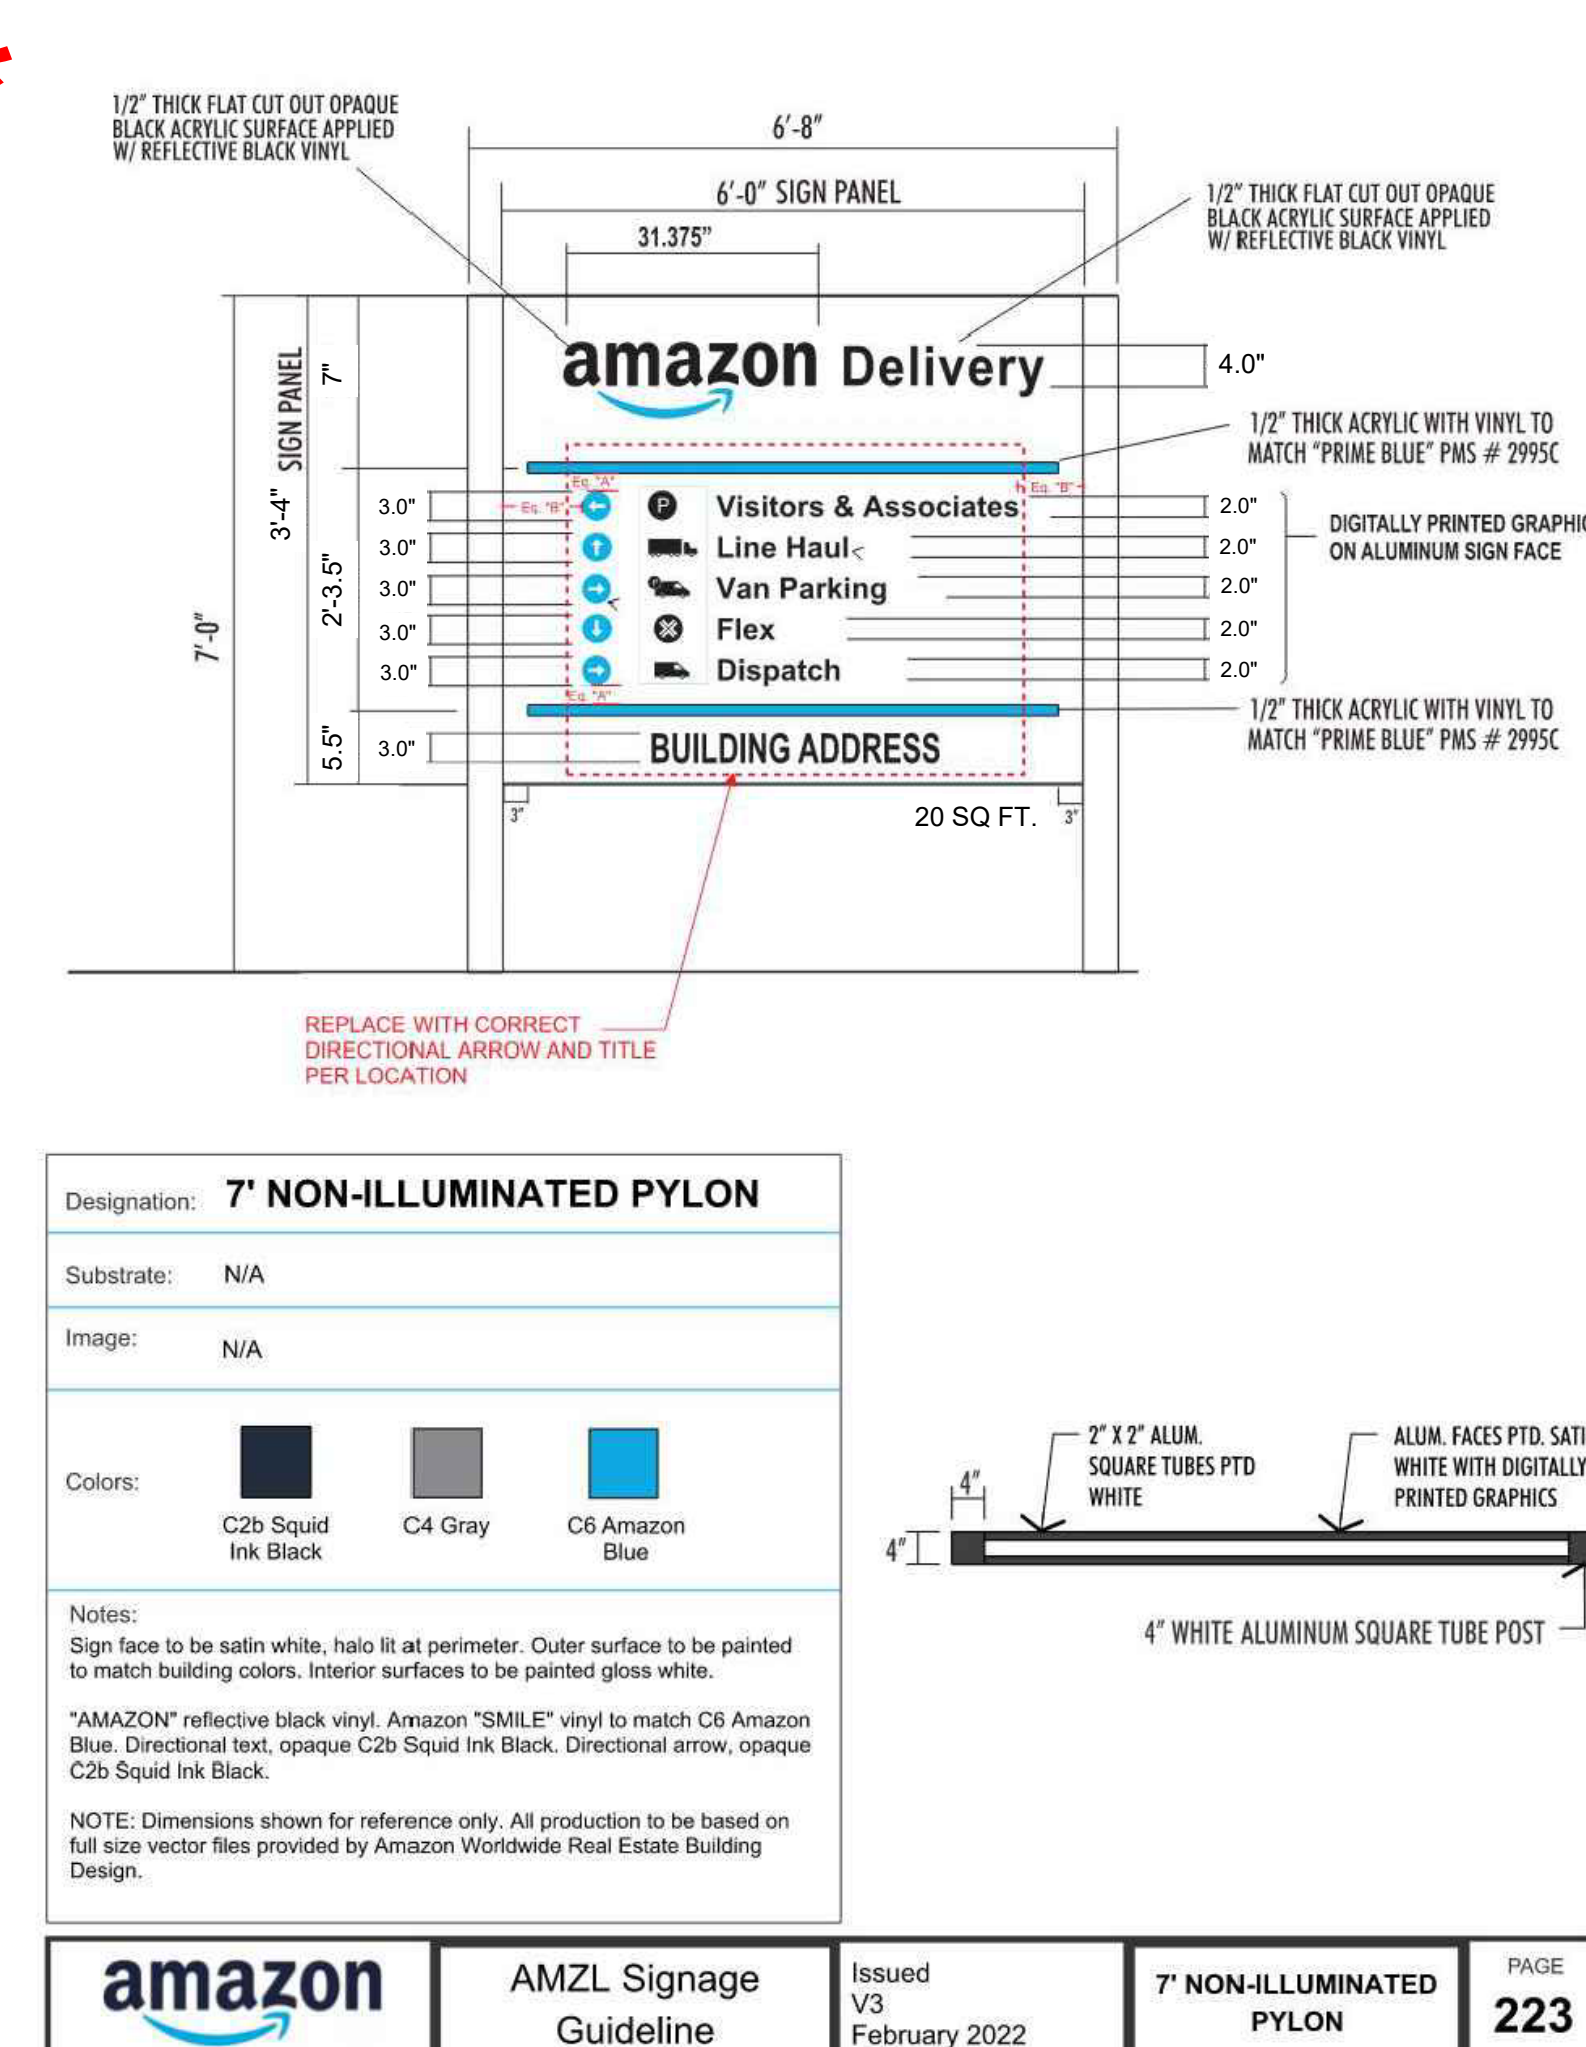 1/2" THICK FLAT CUT OUT OPAQUE
BLACK ACRYLIC SURFACE APPLIED
W/ REFLECTIVE BLACK VINYL
6'-8"
6'-0" SIGN PANEL
31.375"
1/2" THICK FLAT CUT OUT OPAQUE
BLACK ACRYLIC SURFACE APPLIED
W/ REFLECTIVE BLACK VINYL
amazon Delivery
4.0"
7'-0"
3'-4" SIGN PANEL
7"
2'-3.5"
5.5"
1/2" THICK ACRYLIC WITH VINYL TO
MATCH "PRIME BLUE" PMS # 2995C
Eq. "A"
Eq. "B"
Eq. "B"
3.0" P Visitors & Associates 2.0"
3.0" Line Haul 2.0"
3.0" Van Parking 2.0"
3.0" Flex 2.0"
3.0" Dispatch 2.0"
Eq. "A"
DIGITALLY PRINTED GRAPHIC
ON ALUMINUM SIGN FACE
1/2" THICK ACRYLIC WITH VINYL TO
MATCH "PRIME BLUE" PMS # 2995C
3.0" BUILDING ADDRESS
3"
20 SQ FT.
3"
REPLACE WITH CORRECT
DIRECTIONAL ARROW AND TITLE
PER LOCATION
Designation: 7' NON-ILLUMINATED PYLON
Substrate: N/A
Image: N/A
Colors:
C2b Squid
Ink Black
C4 Gray
C6 Amazon
Blue
Notes:
Sign face to be satin white, halo lit at perimeter. Outer surface to be painted
to match building colors. Interior surfaces to be painted gloss white.
"AMAZON" reflective black vinyl. Amazon "SMILE" vinyl to match C6 Amazon
Blue. Directional text, opaque C2b Squid Ink Black. Directional arrow, opaque
C2b Squid Ink Black.
NOTE: Dimensions shown for reference only. All production to be based on
full size vector files provided by Amazon Worldwide Real Estate Building
Design.
2" X 2" ALUM.
SQUARE TUBES PTD
WHITE
ALUM. FACES PTD. SATI
WHITE WITH DIGITALLY
PRINTED GRAPHICS
4"
4"
4" WHITE ALUMINUM SQUARE TUBE POST
amazon
AMZL Signage
Guideline
Issued
V3
February 2022
7' NON-ILLUMINATED
PYLON
PAGE
223